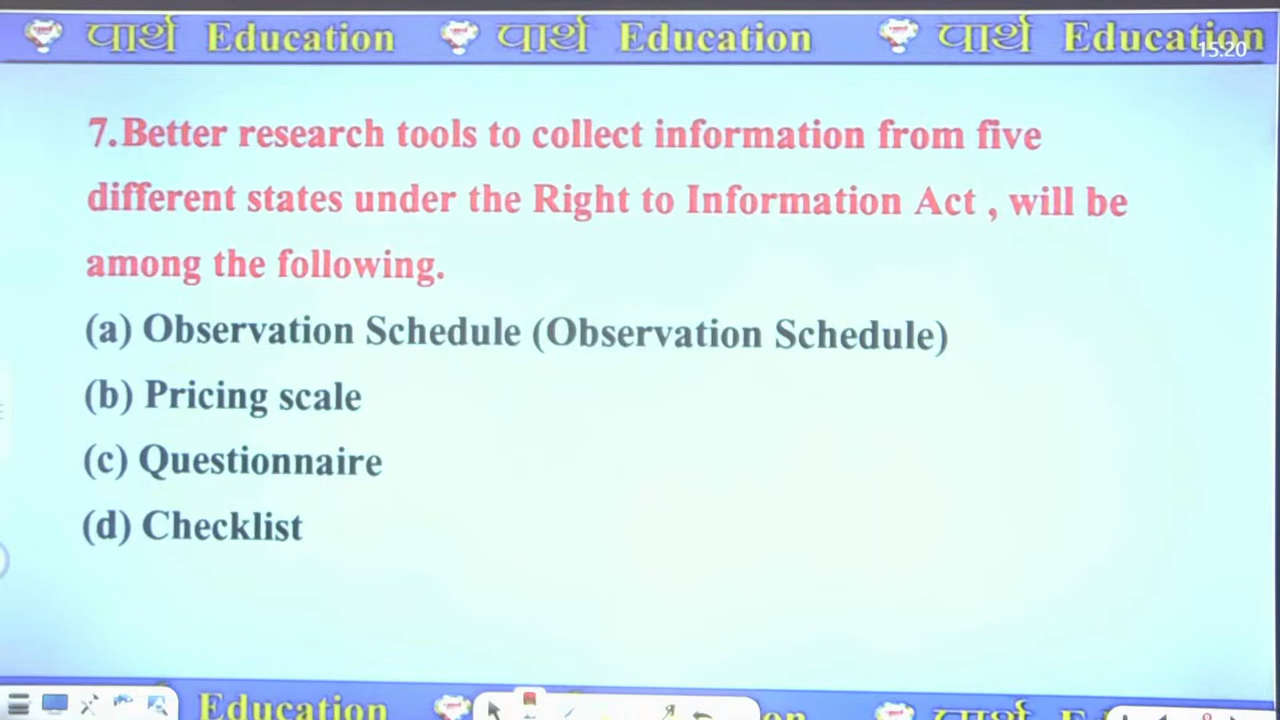 पार्थ Education पार्थ Education पार्थ Education
15:20
7.Better research tools to collect information from five
different states under the Right to Information Act , will be
among the following.
(a) Observation Schedule (Observation Schedule)
(b) Pricing scale
(c) Questionnaire
(d) Checklist
Education